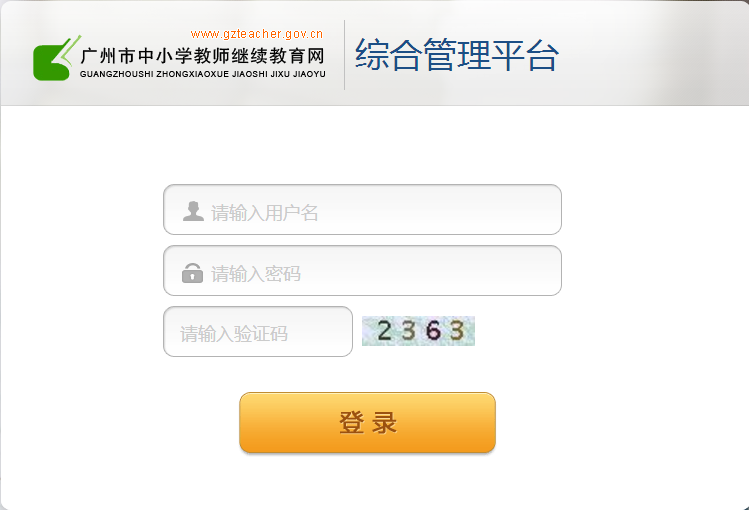 www.gzteacher.gov.cn
广州市中小学教师继续教育网
GUANGZHOUSHI ZHONGXIAOXUE JIAOSHI JIXU JIAOYU
综合管理平台
请输入用户名
请输入密码
请输入验证码
2363
登录